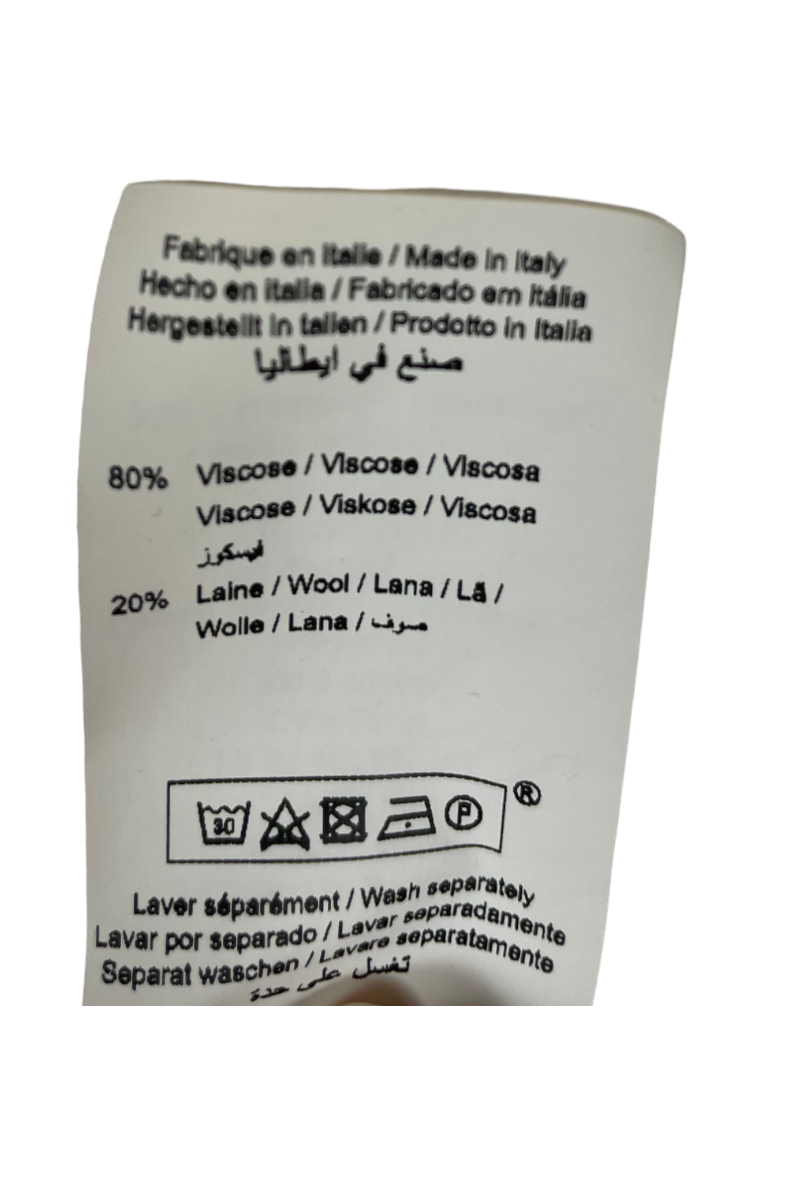 Fabrique en Italie / Made in Italy
Hecho en italia / Fabricado em Itália
Hergestellt in talien / Prodotto in Italia
صنع في ايطاليا
80% Viscose / Viscose / Viscosa
Viscose / Viskose / Viscosa
فيسكوز
20% Laine / Wool / Lana / Lã /
Wolle / Lana / صوف
30 P ®
Laver séparément / Wash separately
Lavar por separado / Lavar separadamente
Separat waschen / Lavare separatamente
تغسل على حدة